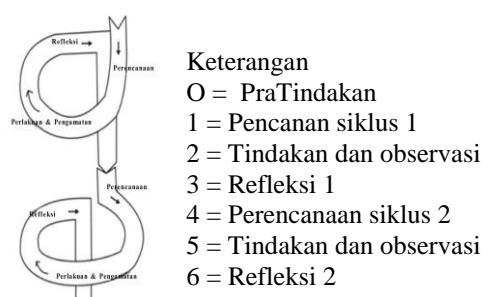 Refleksi
Perencanaan
Perlakuan & Pengamatan
Perencanaan
Refleksi
Perlakuan & Pengamatan
Keterangan
O = PraTindakan
1 = Pencanan siklus 1
2 = Tindakan dan observasi
3 = Refleksi 1
4 = Perencanaan siklus 2
5 = Tindakan dan observasi
6 = Refleksi 2